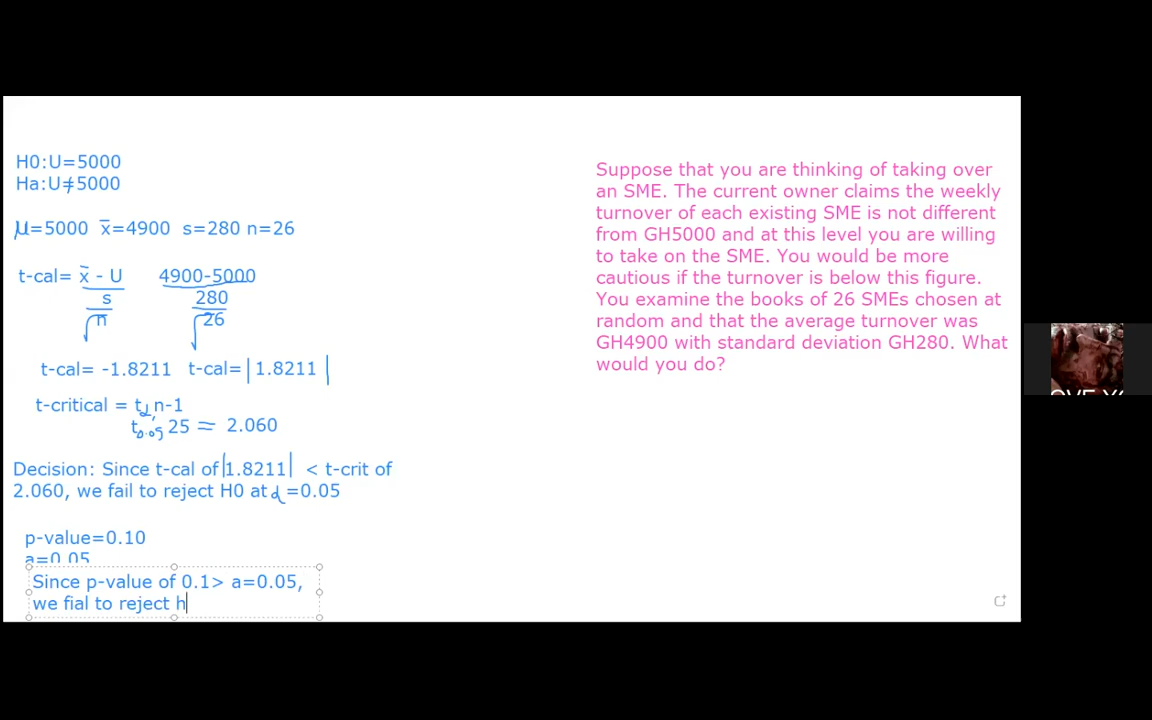 H0:U=5000
Ha:U≠5000
μ=5000 x̄=4900 s=280 n=26
t-cal= x̄ - U 4900-5000
s 280
√n √26
t-cal= -1.8211 t-cal= |1.8211|
t-critical = tα, n-1
t0.05, 25 = 2.060
Decision: Since t-cal of |1.8211| < t-crit of
2.060, we fail to reject H0 at α=0.05
p-value=0.10
a=0.05
Since p-value of 0.1> a=0.05,
we fial to reject h
Suppose that you are thinking of taking over
an SME. The current owner claims the weekly
turnover of each existing SME is not different
from GH5000 and at this level you are willing
to take on the SME. You would be more
cautious if the turnover is below this figure.
You examine the books of 26 SMEs chosen at
random and that the average turnover was
GH4900 with standard deviation GH280. What
would you do?